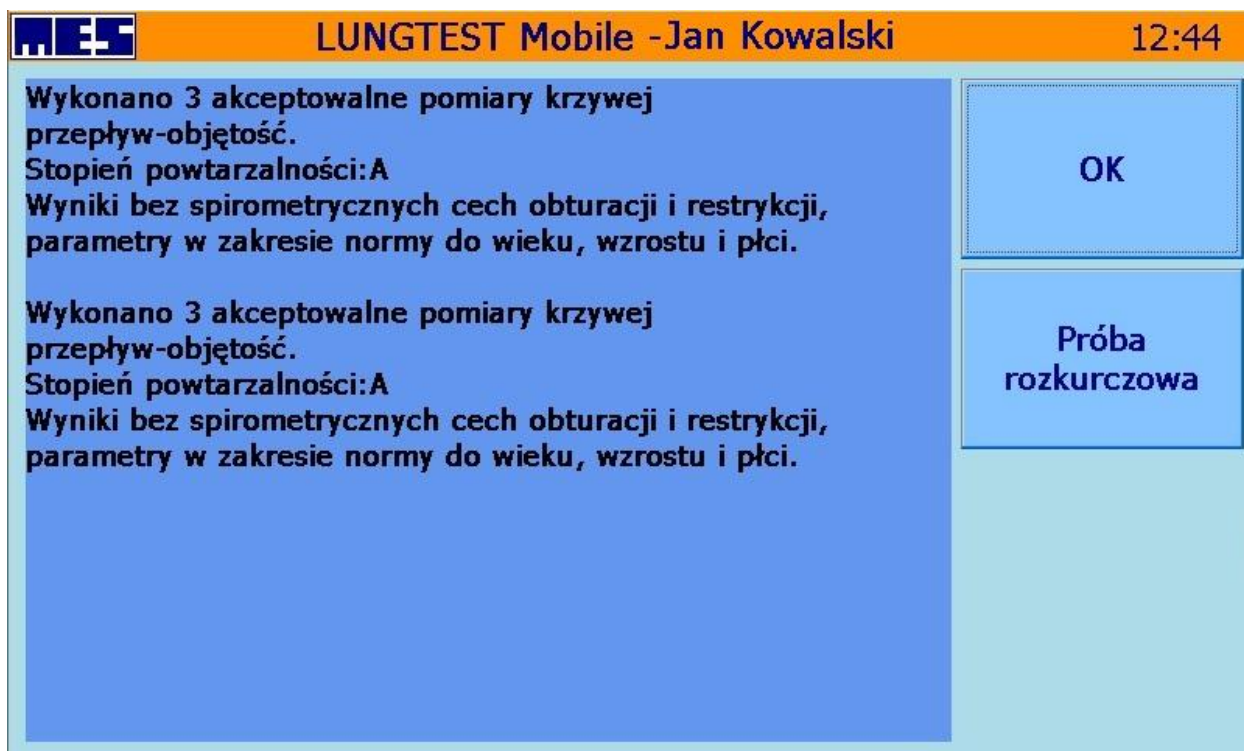 MES
LUNGTEST Mobile -Jan Kowalski
12:44
Wykonano 3 akceptowalne pomiary krzywej
przepływ-objętość.
Stopień powtarzalności:A
Wyniki bez spirometrycznych cech obturacji i restrykcji,
parametry w zakresie normy do wieku, wzrostu i płci.
Wykonano 3 akceptowalne pomiary krzywej
przepływ-objętość.
Stopień powtarzalności:A
Wyniki bez spirometrycznych cech obturacji i restrykcji,
parametry w zakresie normy do wieku, wzrostu i płci.
OK
Próba
rozkurczowa